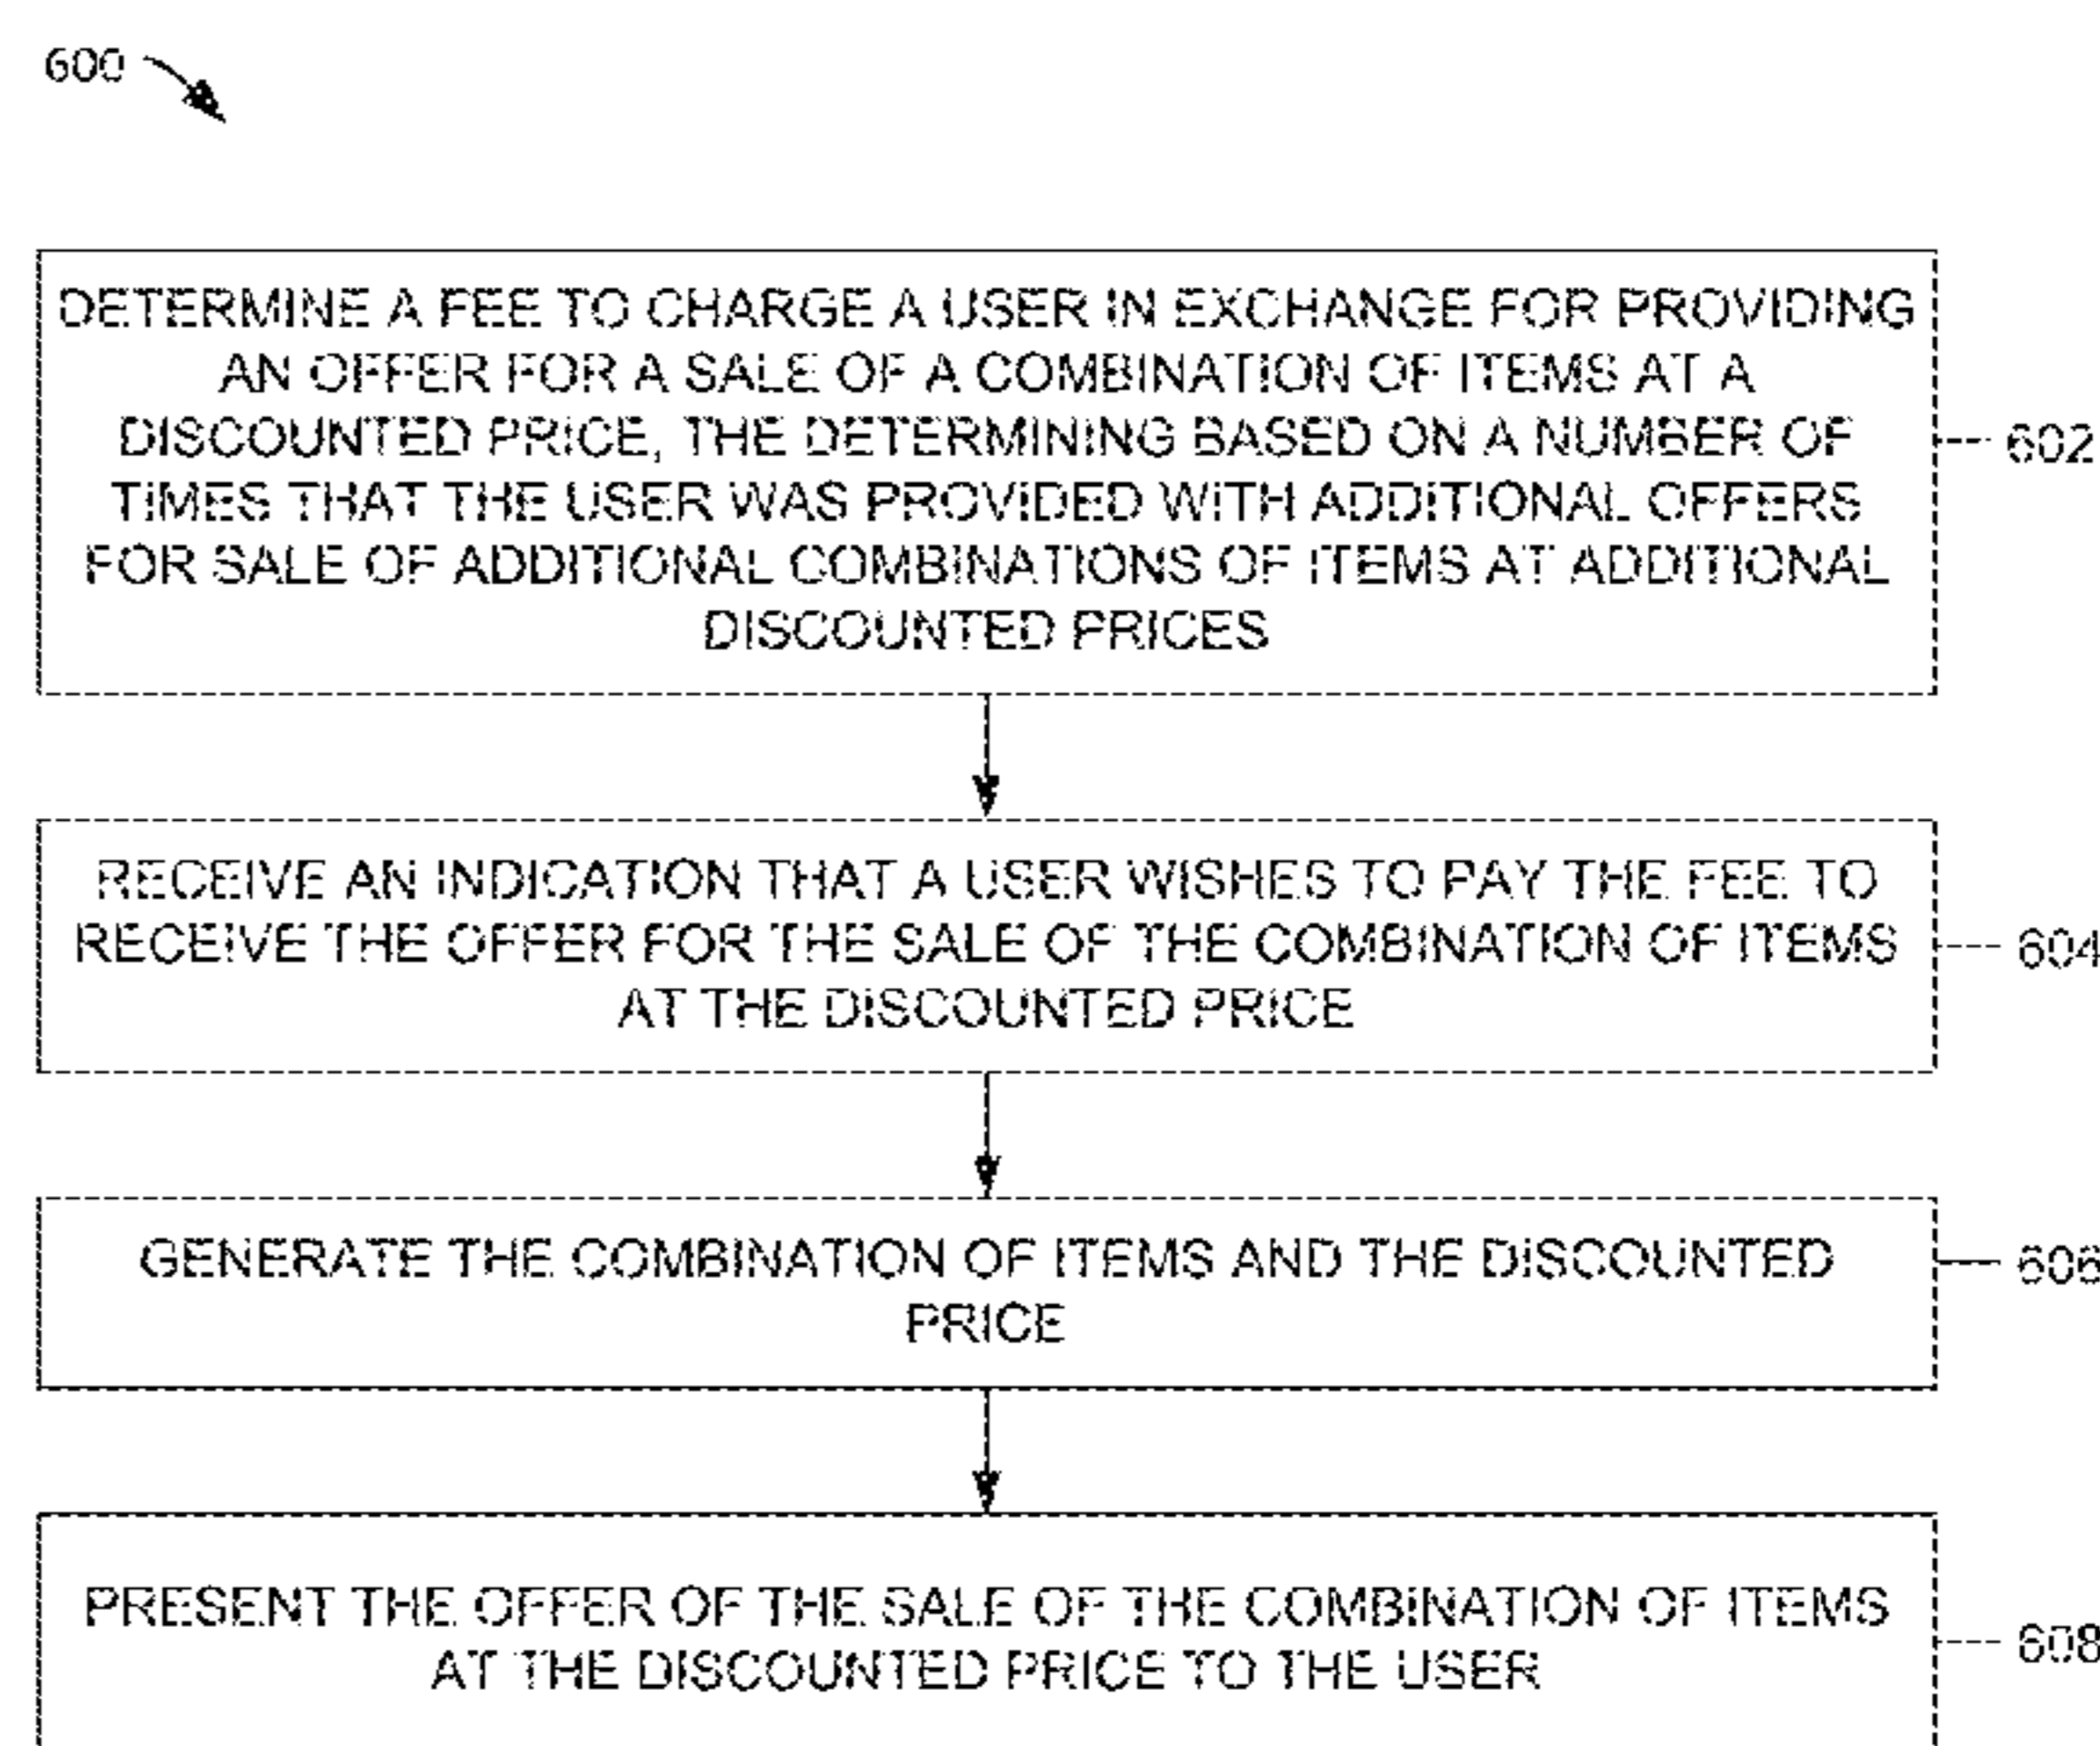 600
DETERMINE A FEE TO CHARGE A USER IN EXCHANGE FOR PROVIDING
AN OFFER FOR A SALE OF A COMBINATION OF ITEMS AT A
DISCOUNTED PRICE, THE DETERMINING BASED ON A NUMBER OF
TIMES THAT THE USER WAS PROVIDED WITH ADDITIONAL OFFERS
FOR SALE OF ADDITIONAL COMBINATIONS OF ITEMS AT ADDITIONAL
DISCOUNTED PRICES
602
RECEIVE AN INDICATION THAT A USER WISHES TO PAY THE FEE TO
RECEIVE THE OFFER FOR THE SALE OF THE COMBINATION OF ITEMS
AT THE DISCOUNTED PRICE
604
GENERATE THE COMBINATION OF ITEMS AND THE DISCOUNTED
PRICE
606
PRESENT THE OFFER OF THE SALE OF THE COMBINATION OF ITEMS
AT THE DISCOUNTED PRICE TO THE USER
608